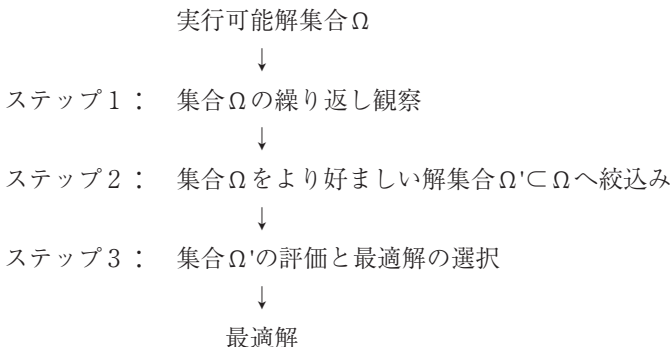 実行可能解集合Ω
↓
ステップ1： 集合Ωの繰り返し観察
↓
ステップ2： 集合Ωをより好ましい解集合Ω'⊂Ωへ絞込み
↓
ステップ3： 集合Ω'の評価と最適解の選択
↓
最適解